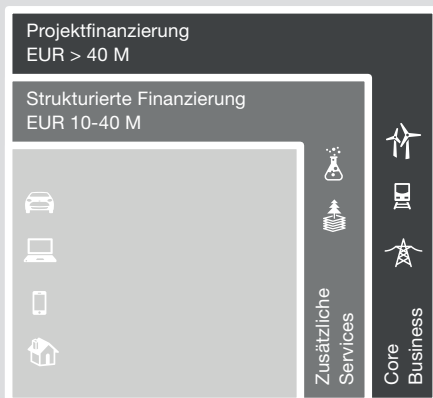 Projektfinanzierung
EUR > 40 M
Strukturierte Finanzierung
EUR 10-40 M
Zusätzliche
Services
Core
Business